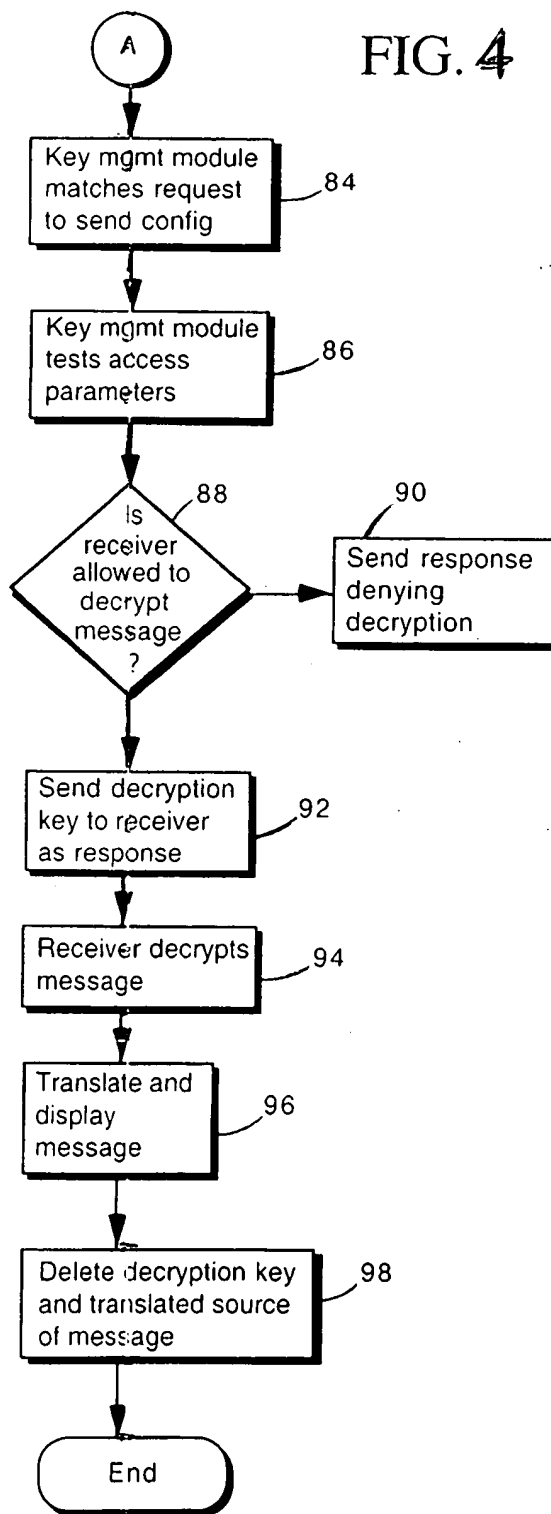 A
FIG. 4
Key mgmt module
matches request
to send config
84
Key mgmt module
tests access
parameters
86
88
Is
receiver
allowed to
decrypt
message
?
90
Send response
denying
decryption
Send decryption
key to receiver
as response
92
Receiver decrypts
message
94
Translate and
display
message
96
Delete decryption key
and translated source
of message
98
End